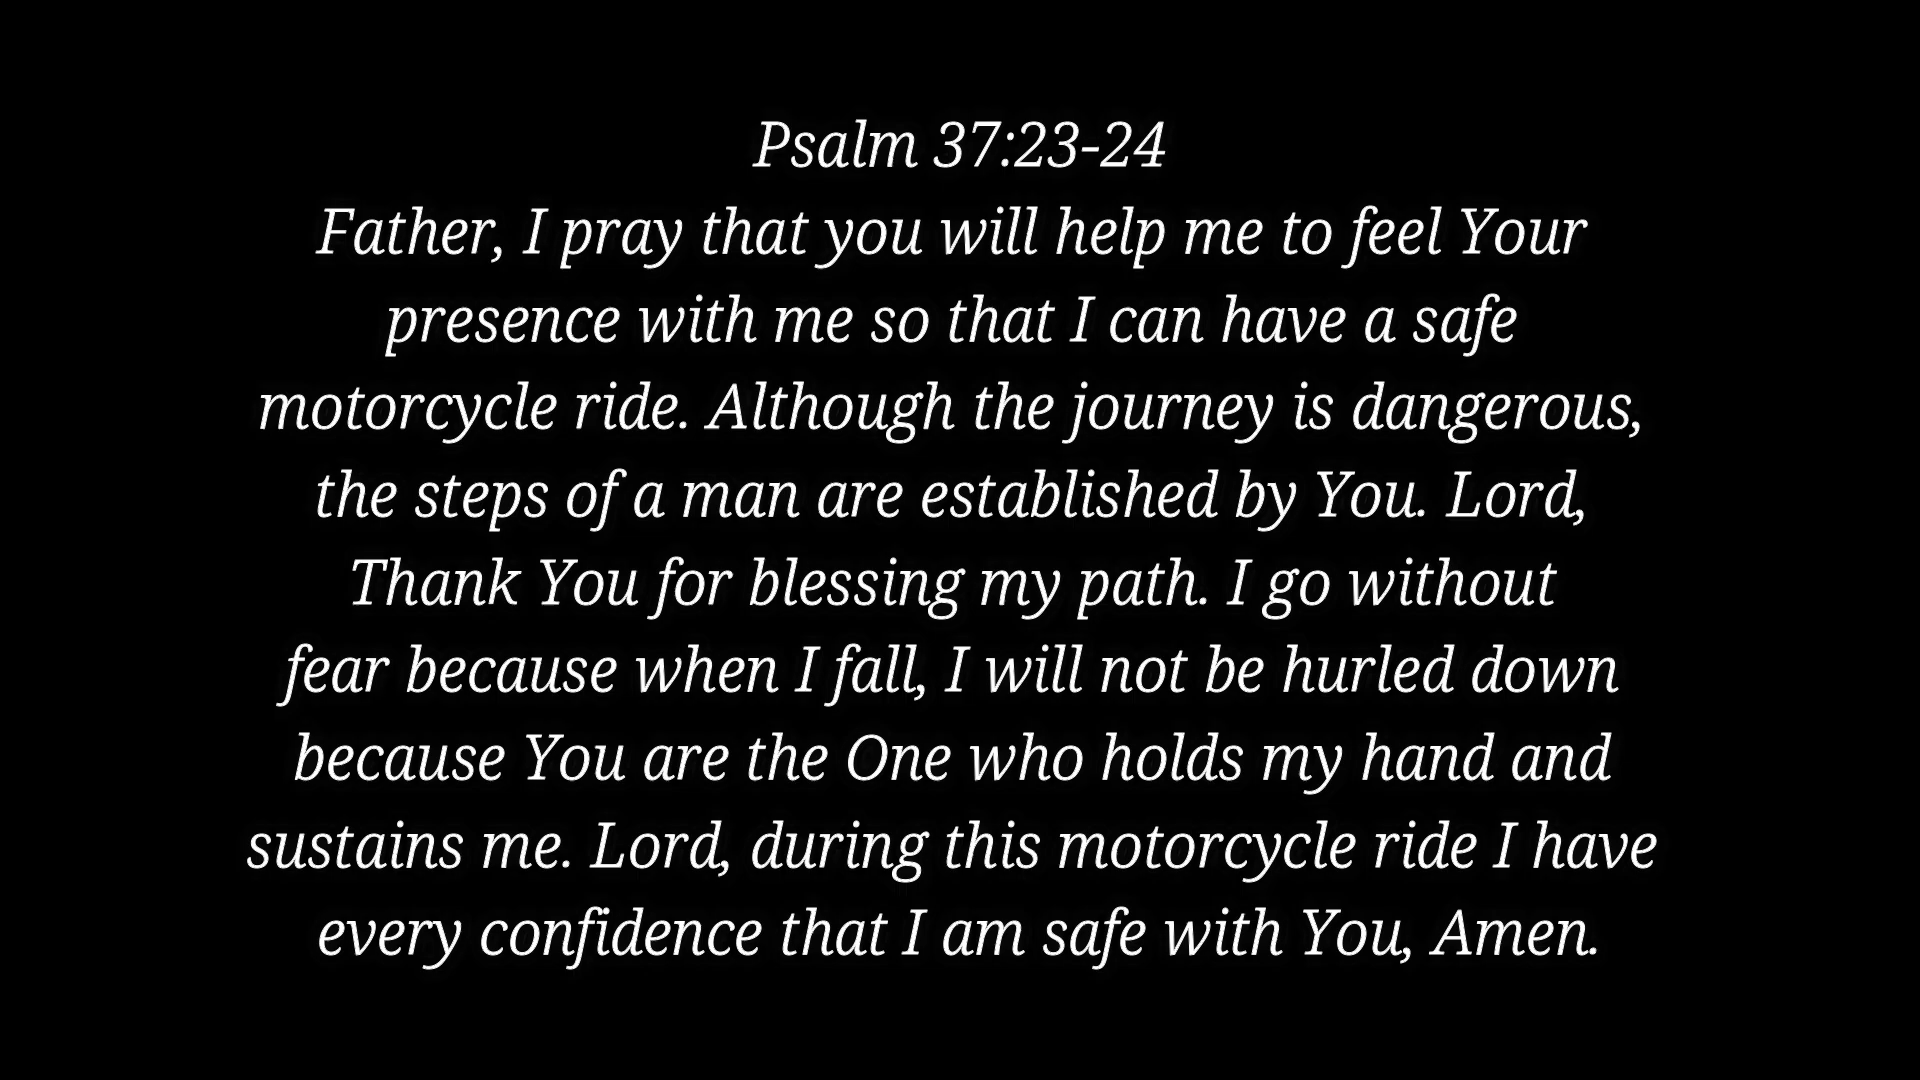 Psalm 37:23-24
Father, I pray that you will help me to feel Your
presence with me so that I can have a safe
motorcycle ride. Although the journey is dangerous,
the steps of a man are established by You. Lord,
Thank You for blessing my path. I go without
fear because when I fall, I will not be hurled down
because You are the One who holds my hand and
sustains me. Lord, during this motorcycle ride I have
every confidence that I am safe with You, Amen.